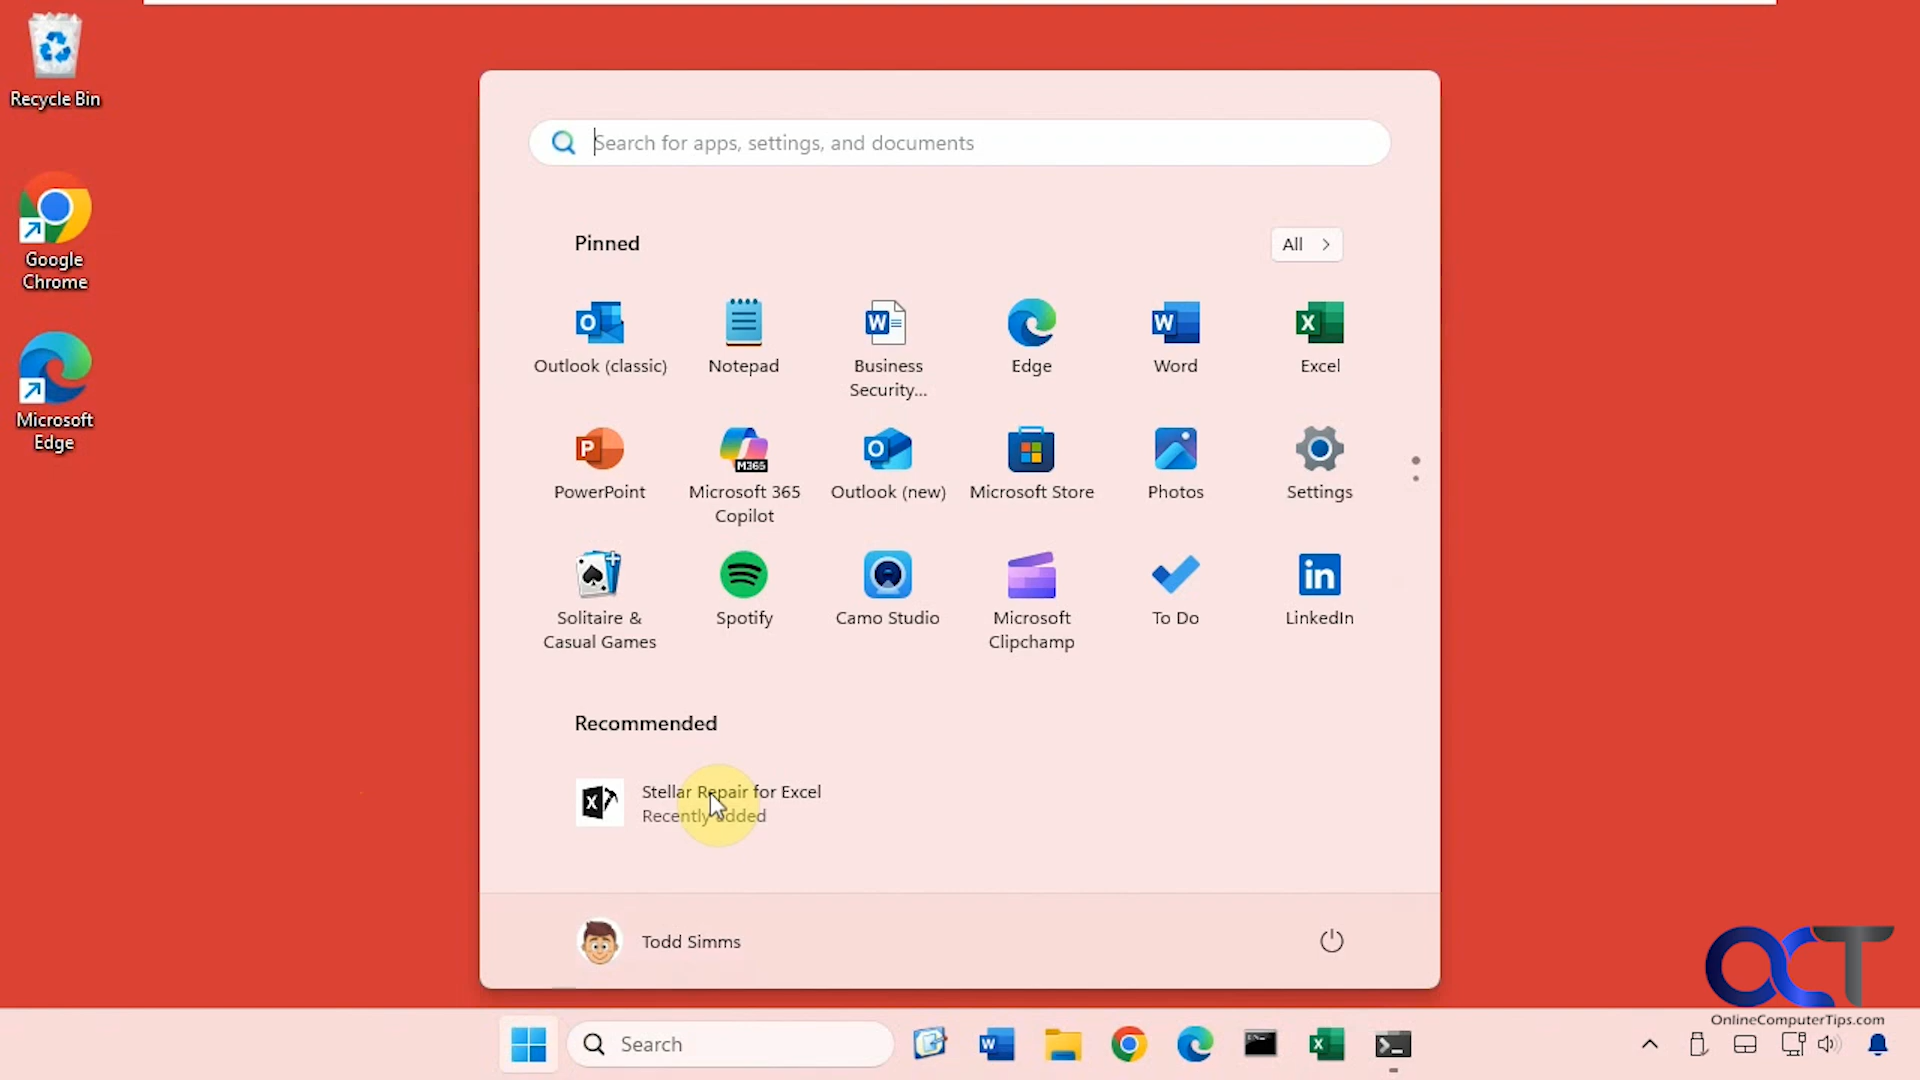 Recycle Bin
Google
Chrome
Microsoft
Edge
Search for apps, settings, and documents
Pinned
All
Outlook (classic)
Notepad
Business
Security...
Edge
Word
Excel
PowerPoint
Microsoft 365
Copilot
M365
Outlook (new)
Microsoft Store
Photos
Settings
Solitaire &
Casual Games
Spotify
Camo Studio
Microsoft
Clipchamp
To Do
LinkedIn
Recommended
Stellar Repair for Excel
Recently added
Todd Simms
OCT
OnlineComputerTips.com
Search